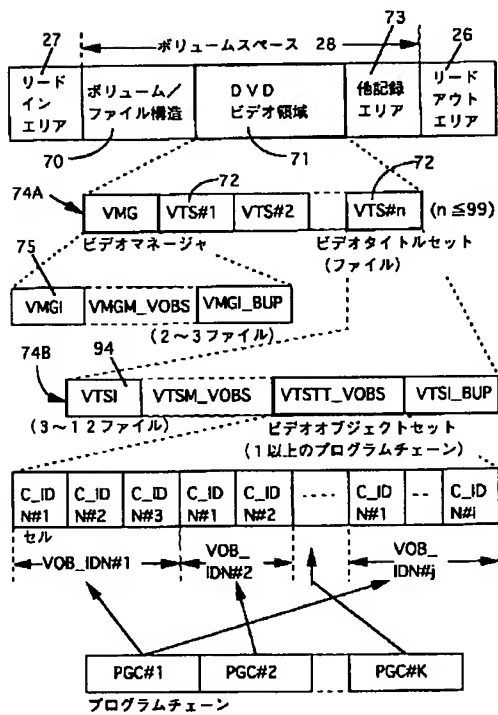 27
ボリュームスペース 28
73
26
リード
イン
エリア
ボリューム/
ファイル構造
DVD
ビデオ領域
他記録
エリア
リード
アウト
エリア
70
71
72
72
74A
VMG
VTS#1
VTS#2
VTS#n
(n≦99)
ビデオマネージャ
ビデオタイトルセット
(ファイル)
75
VMGI
VMGM_VOBS
VMGI_BUP
(2~3ファイル)
74B
94
VTSI
VTSM_VOBS
VTSTT_VOBS
VTSI_BUP
(3~12ファイル)
ビデオオブジェクトセット
(1以上のプログラムチェーン)
C_ID
N#1
C_ID
N#2
C_ID
N#3
C_ID
N#1
C_ID
N#2
C_ID
N#1
C_ID
N#i
セル
VOB_IDN#1
VOB_
IDN#2
VOB_
IDN#j
PGC#1
PGC#2
PGC#K
プログラムチェーン